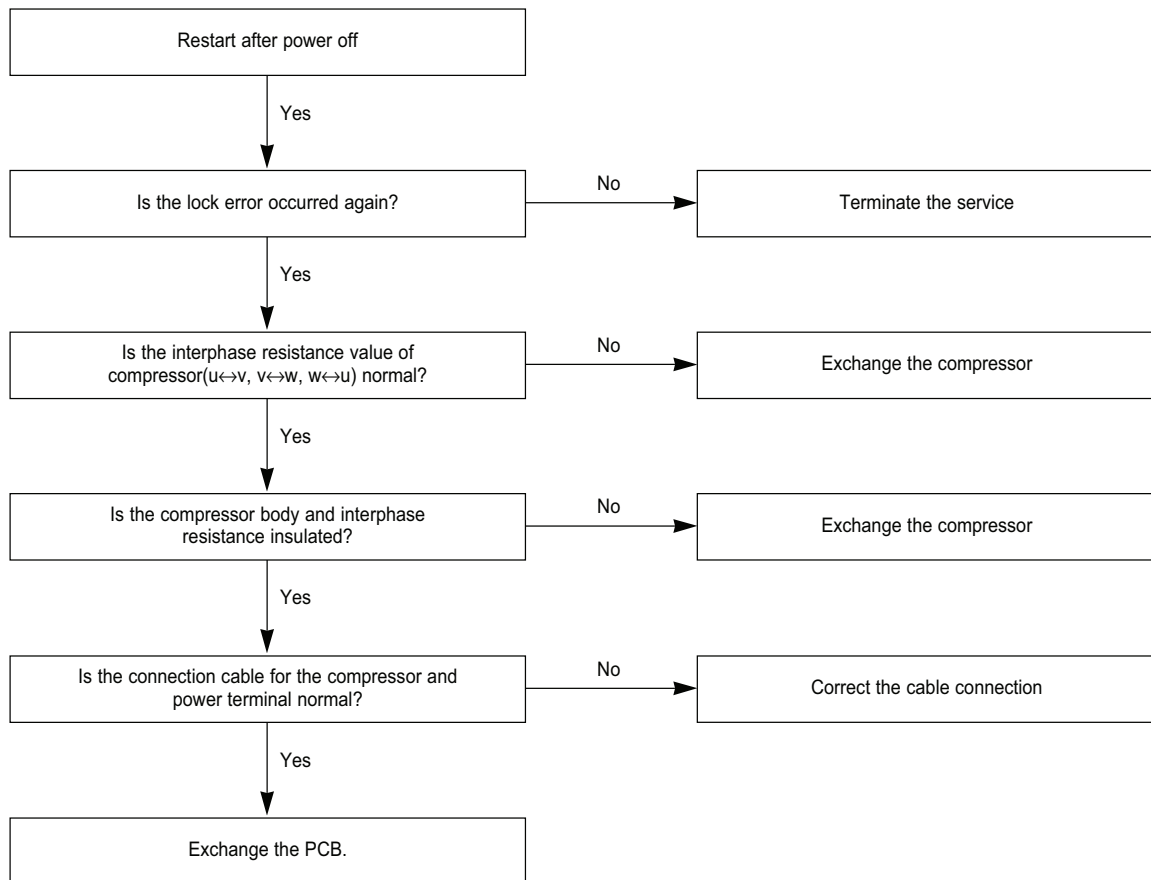 Restart after power off
Yes
Is the lock error occurred again?
No
Terminate the service
Yes
Is the interphase resistance value of
compressor(u↔v, v↔w, w↔u) normal?
No
Exchange the compressor
Yes
Is the compressor body and interphase
resistance insulated?
No
Exchange the compressor
Yes
Is the connection cable for the compressor and
power terminal normal?
No
Correct the cable connection
Yes
Exchange the PCB.